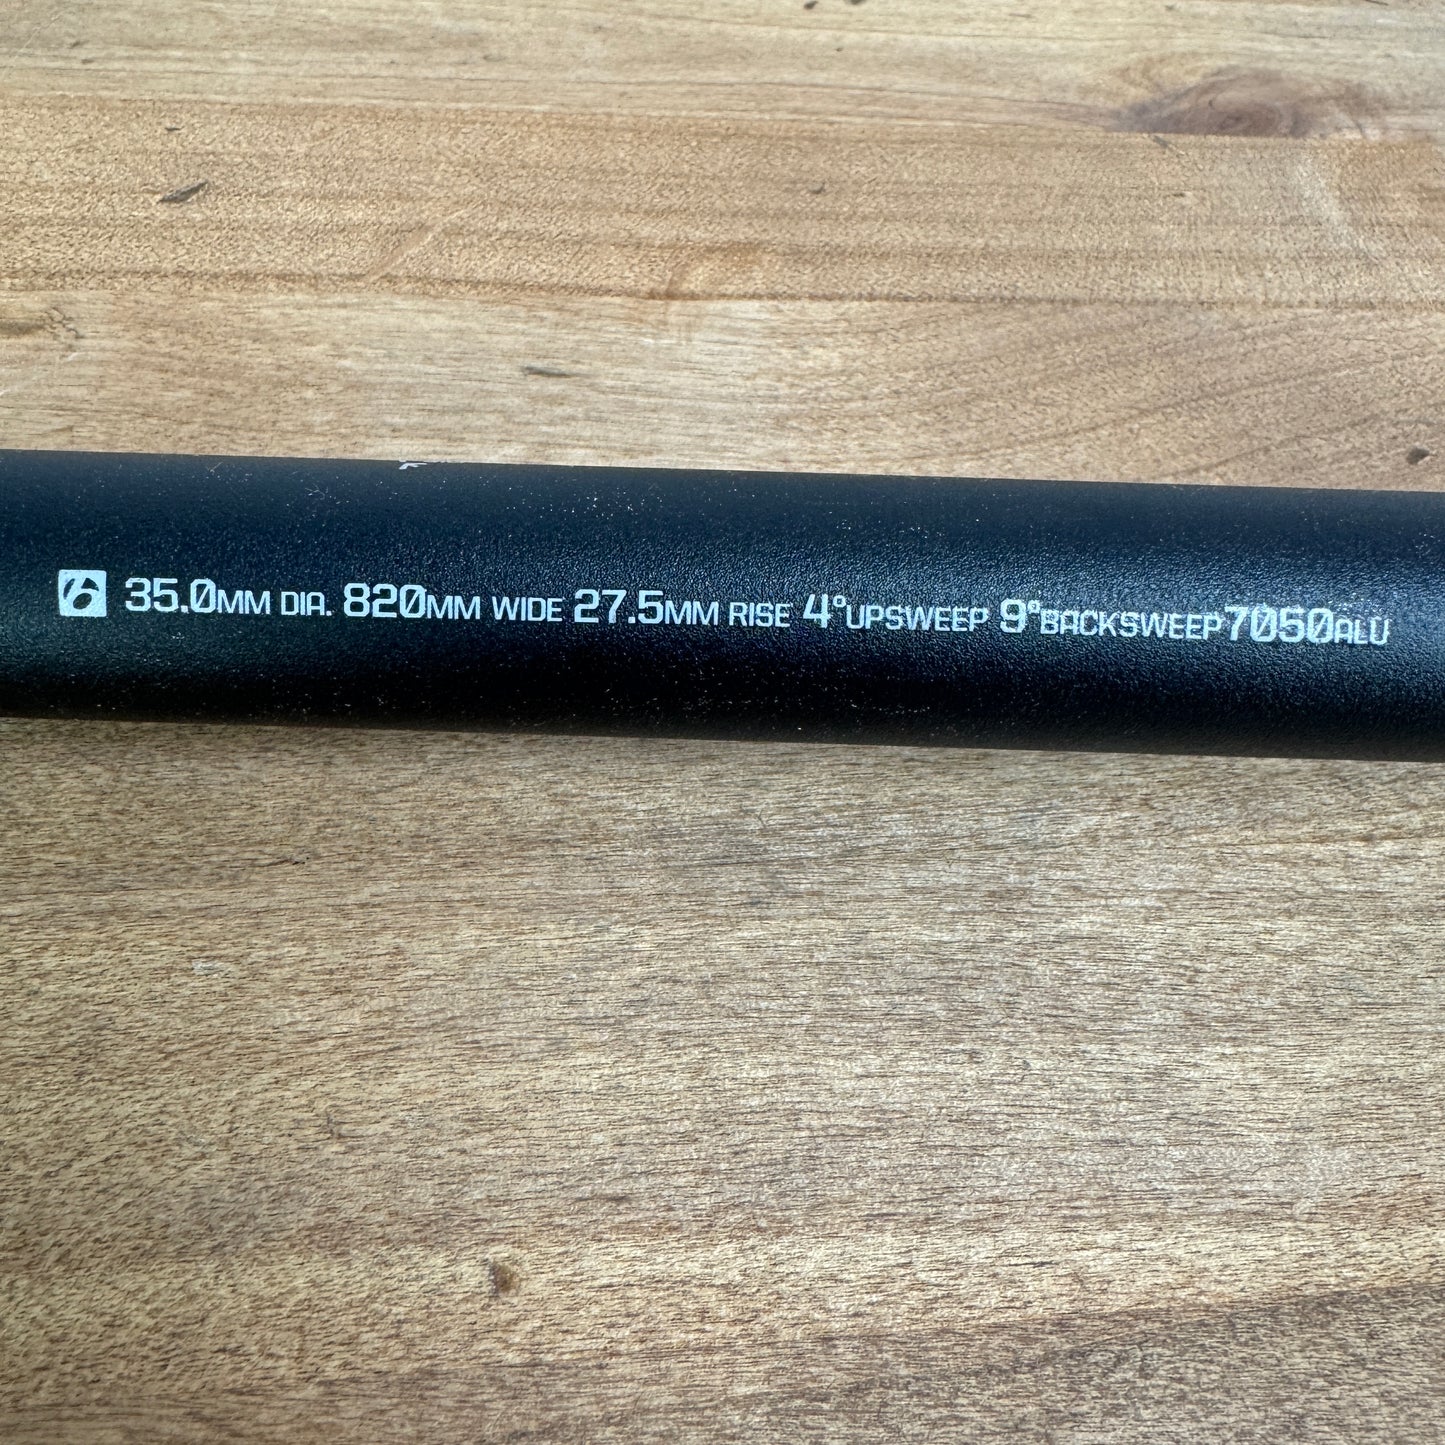 35.0MM DIA. 820MM WIDE 27.5MM RISE 4°UPSWEEP 9°BACKSWEEP 7050ALU